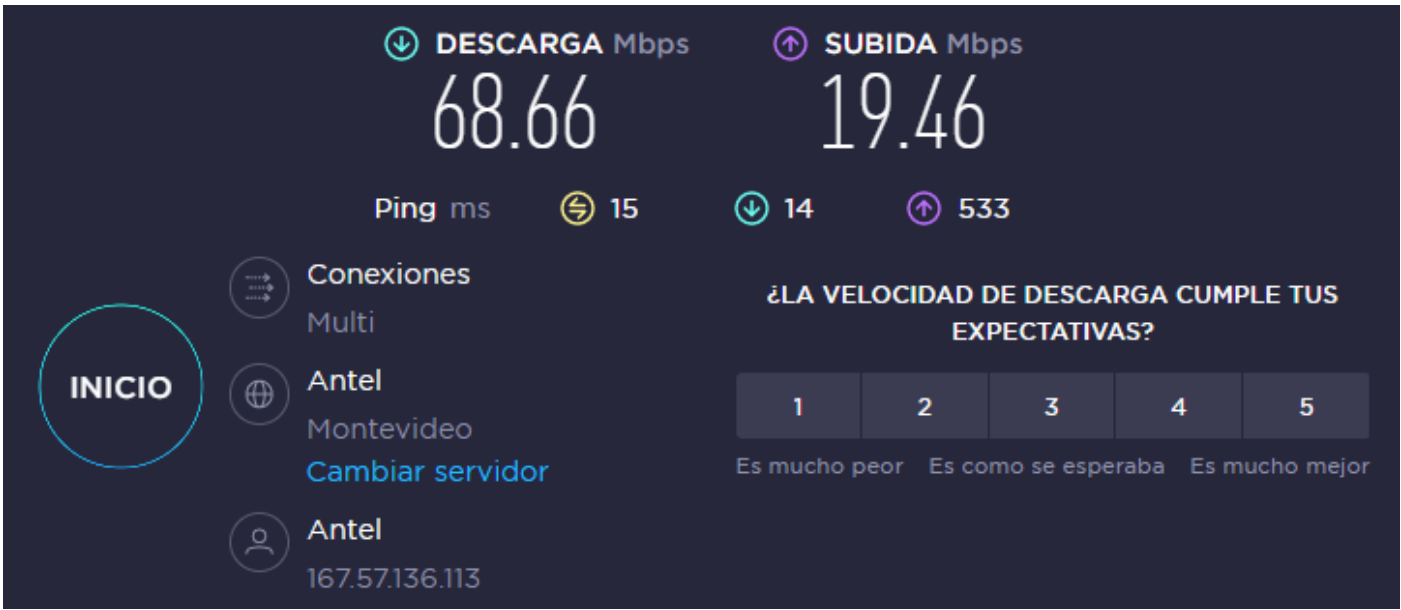 DESCARGA Mbps
68.66
SUBIDA Mbps
19.46
Ping ms 15 14 533
Conexiones
Multi
Antel
Montevideo
Cambiar servidor
Antel
167.57.136.113
INICIO
¿LA VELOCIDAD DE DESCARGA CUMPLE TUS
EXPECTATIVAS?
1 2 3 4 5
Es mucho peor Es como se esperaba Es mucho mejor